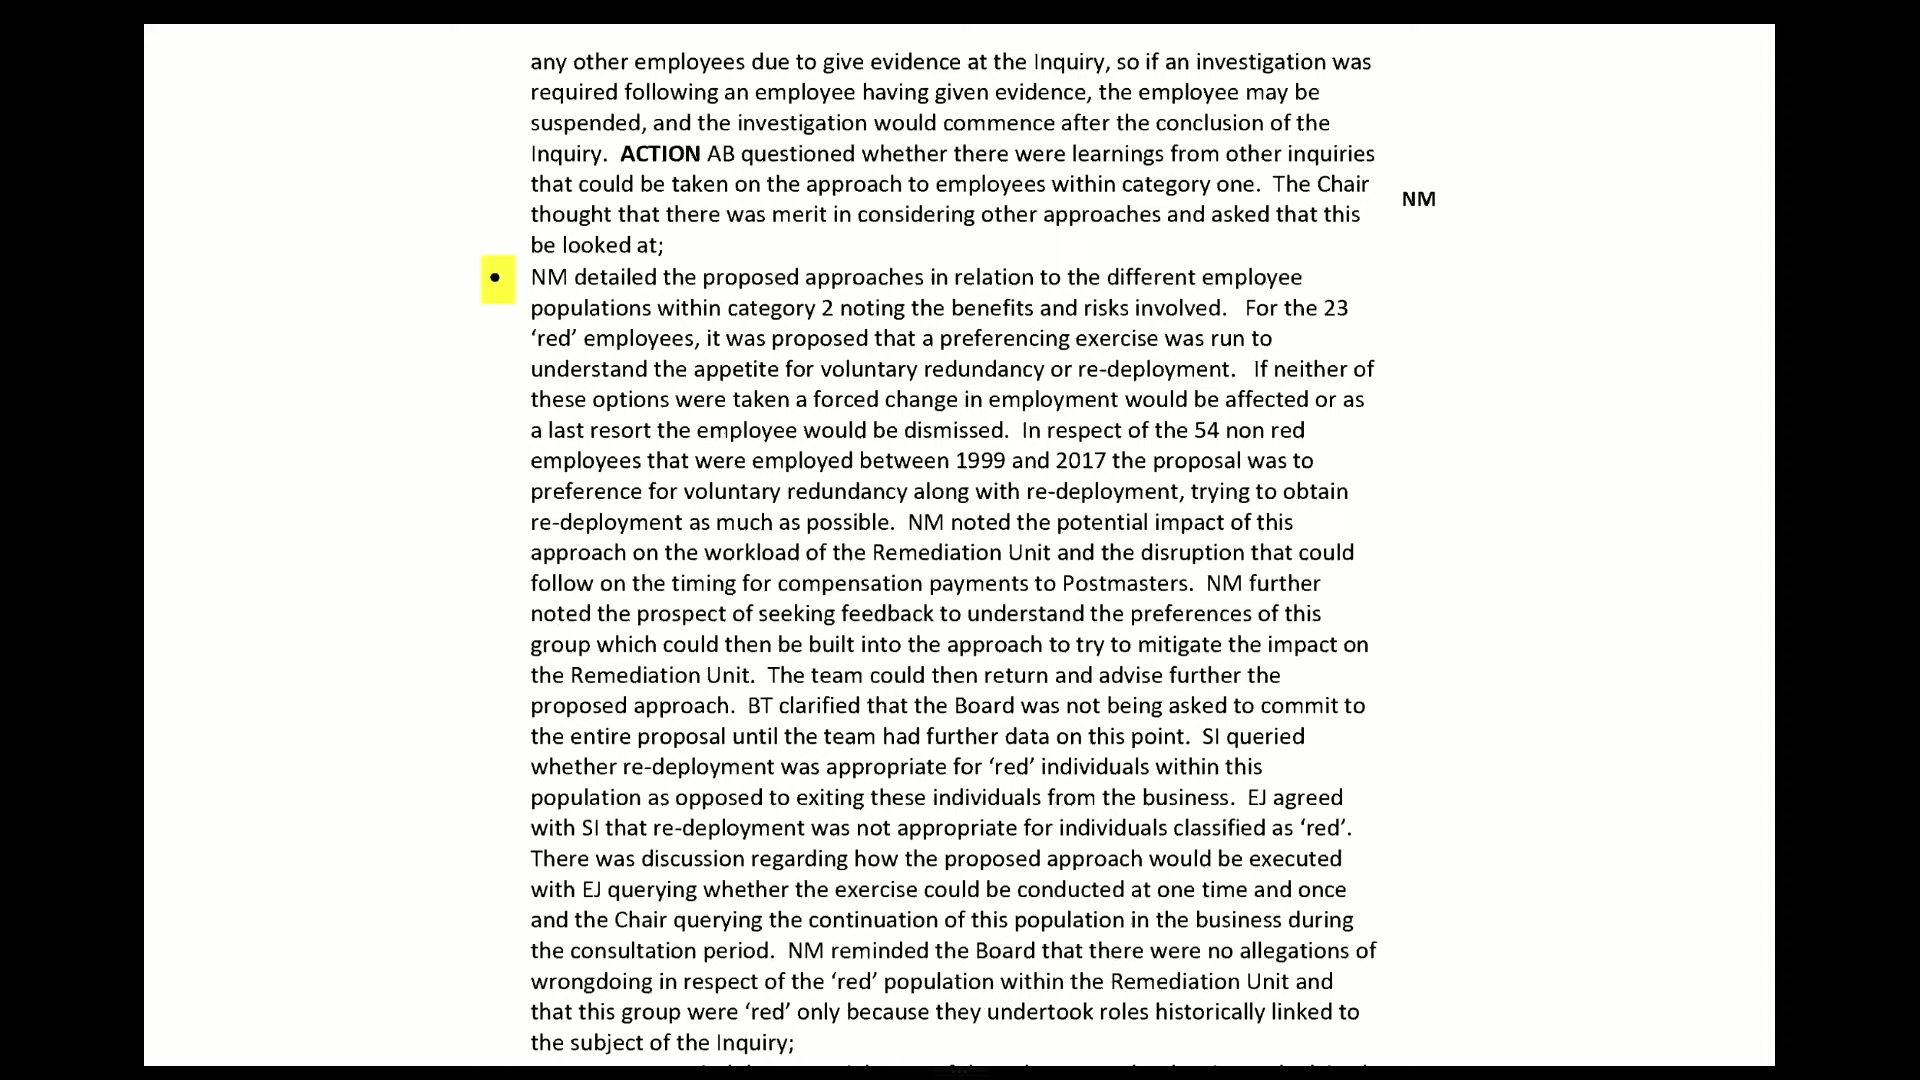 any other employees due to give evidence at the Inquiry, so if an investigation was
required following an employee having given evidence, the employee may be
suspended, and the investigation would commence after the conclusion of the
Inquiry.  ACTION AB questioned whether there were learnings from other inquiries
that could be taken on the approach to employees within category one.  The Chair
NM
thought that there was merit in considering other approaches and asked that this
be looked at;
• NM detailed the proposed approaches in relation to the different employee
populations within category 2 noting the benefits and risks involved.   For the 23
‘red’ employees, it was proposed that a preferencing exercise was run to
understand the appetite for voluntary redundancy or re-deployment.   If neither of
these options were taken a forced change in employment would be affected or as
a last resort the employee would be dismissed.  In respect of the 54 non red
employees that were employed between 1999 and 2017 the proposal was to
preference for voluntary redundancy along with re-deployment, trying to obtain
re-deployment as much as possible.  NM noted the potential impact of this
approach on the workload of the Remediation Unit and the disruption that could
follow on the timing for compensation payments to Postmasters.  NM further
noted the prospect of seeking feedback to understand the preferences of this
group which could then be built into the approach to try to mitigate the impact on
the Remediation Unit.  The team could then return and advise further the
proposed approach.  BT clarified that the Board was not being asked to commit to
the entire proposal until the team had further data on this point.  SI queried
whether re-deployment was appropriate for ‘red’ individuals within this
population as opposed to exiting these individuals from the business.  EJ agreed
with SI that re-deployment was not appropriate for individuals classified as ‘red’.
There was discussion regarding how the proposed approach would be executed
with EJ querying whether the exercise could be conducted at one time and once
and the Chair querying the continuation of this population in the business during
the consultation period.  NM reminded the Board that there were no allegations of
wrongdoing in respect of the ‘red’ population within the Remediation Unit and
that this group were ‘red’ only because they undertook roles historically linked to
the subject of the Inquiry;